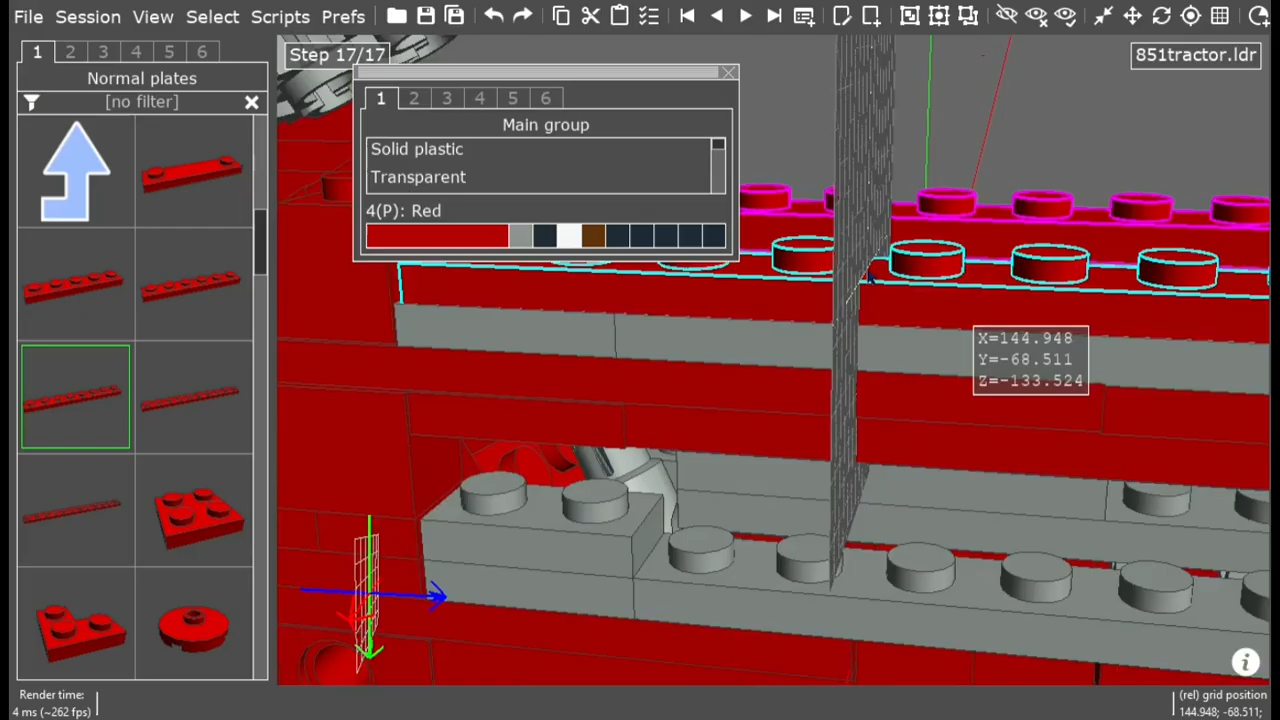 File Session View Select Scripts Prefs
Step 17/17
851tractor.ldr
1 2 3 4 5 6
Normal plates
[no filter]
1 2 3 4 5 6
Main group
Solid plastic
Transparent
4(P): Red
X=144.948
Y=-68.511
Z=-133.524
i
Render time:
4 ms (~262 fps)
(rel) grid position
144.948; -68.511;